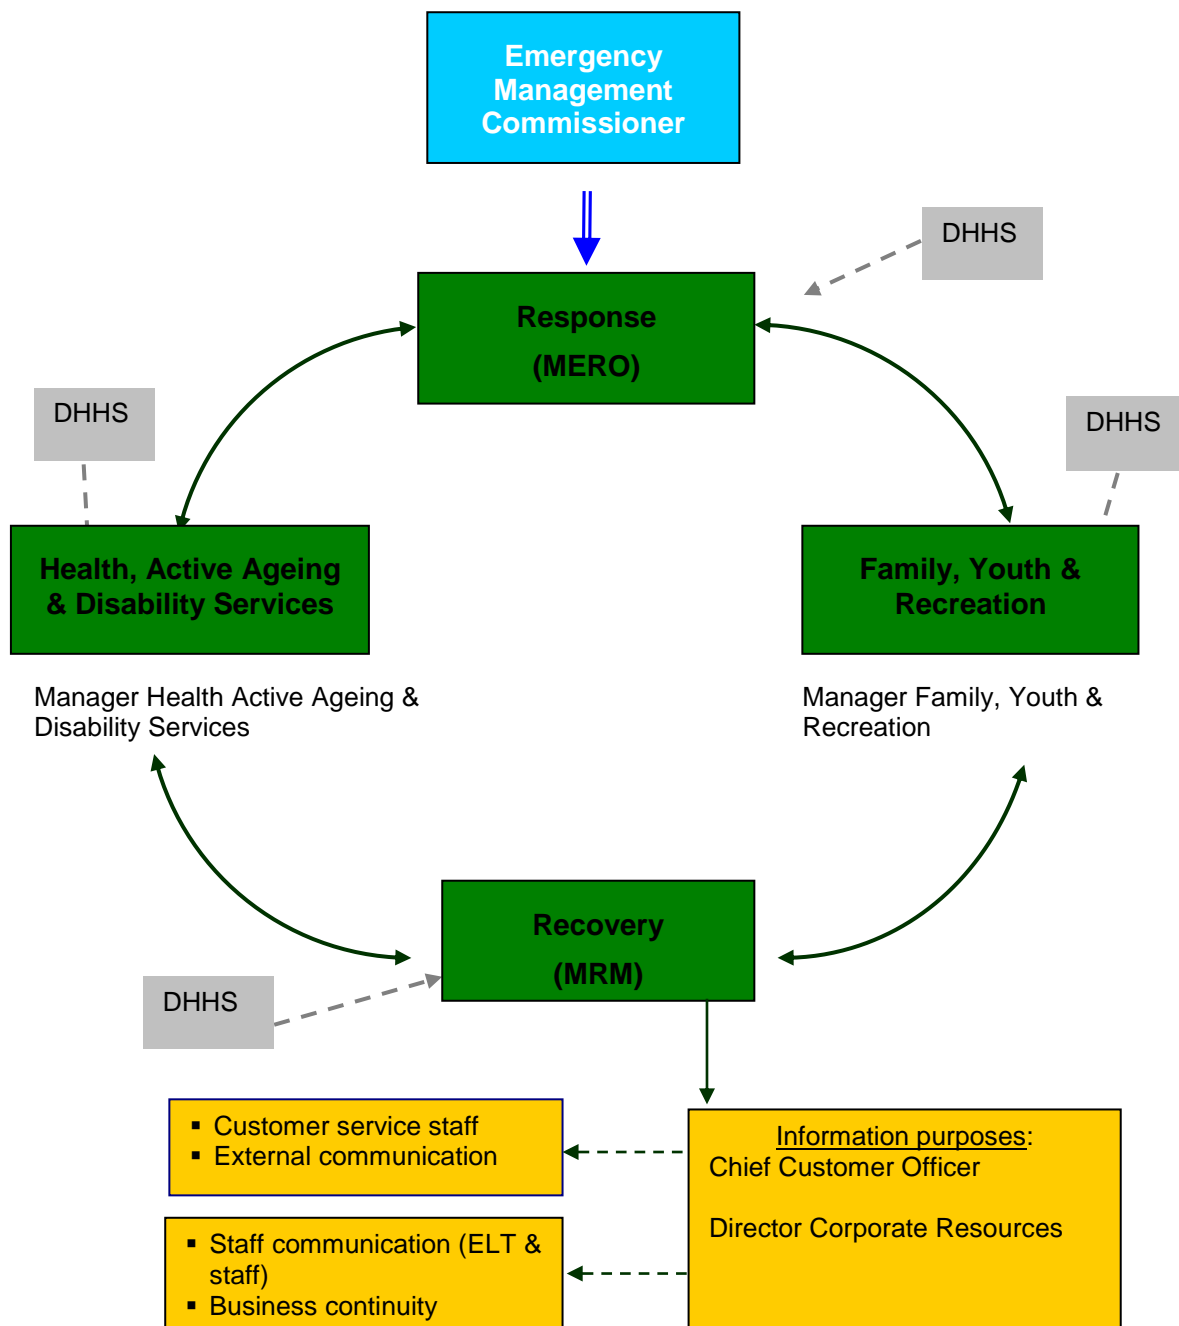 Emergency
Management
Commissioner
DHHS
Response
(MERO)
DHHS
DHHS
Health, Active Ageing
& Disability Services
Family, Youth &
Recreation
Manager Health Active Ageing &
Disability Services
Manager Family, Youth &
Recreation
Recovery
(MRM)
DHHS
▪ Customer service staff
▪ External communication
Information purposes:
Chief Customer Officer
Director Corporate Resources
▪ Staff communication (ELT &
staff)
▪ Business continuity